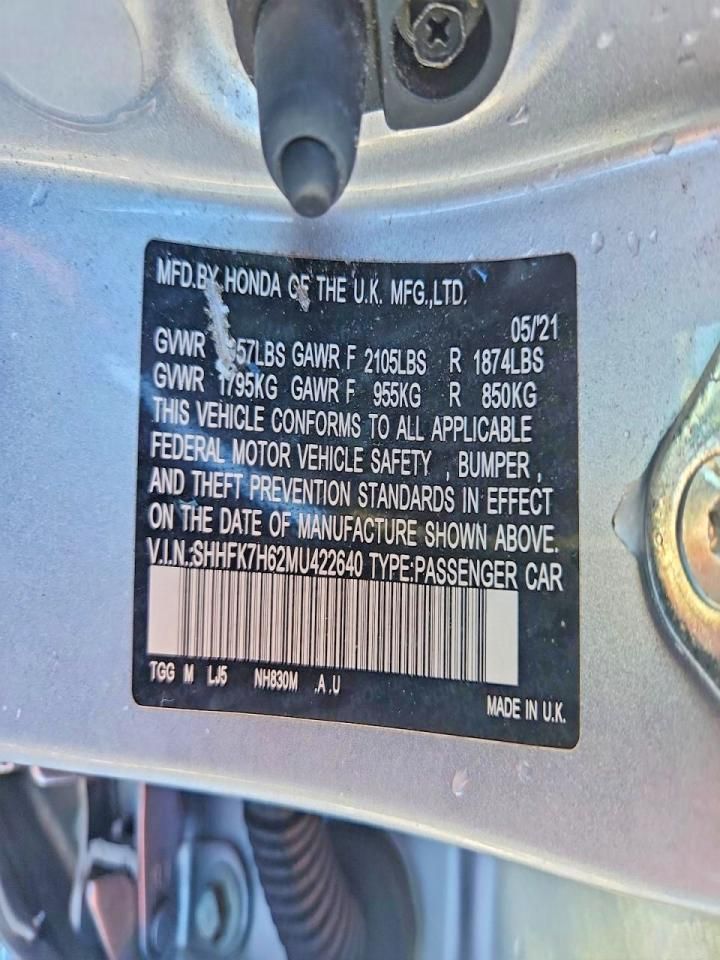 MFD.BY HONDA OF THE U.K. MFG.,LTD.
05/'21
GVWR 57LBS GAWR F 2105LBS R 1874LBS
GVWR 1795KG GAWR F 955KG R 850KG
THIS VEHICLE CONFORMS TO ALL APPLICABLE
FEDERAL MOTOR VEHICLE SAFETY , BUMPER ,
AND THEFT PREVENTION STANDARDS IN EFFECT
ON THE DATE OF MANUFACTURE SHOWN ABOVE.
V.I.N.:SHHFK7H62MU422640 TYPE:PASSENGER CAR
TGG M LJ5 NH830M .A .U
MADE IN U.K.